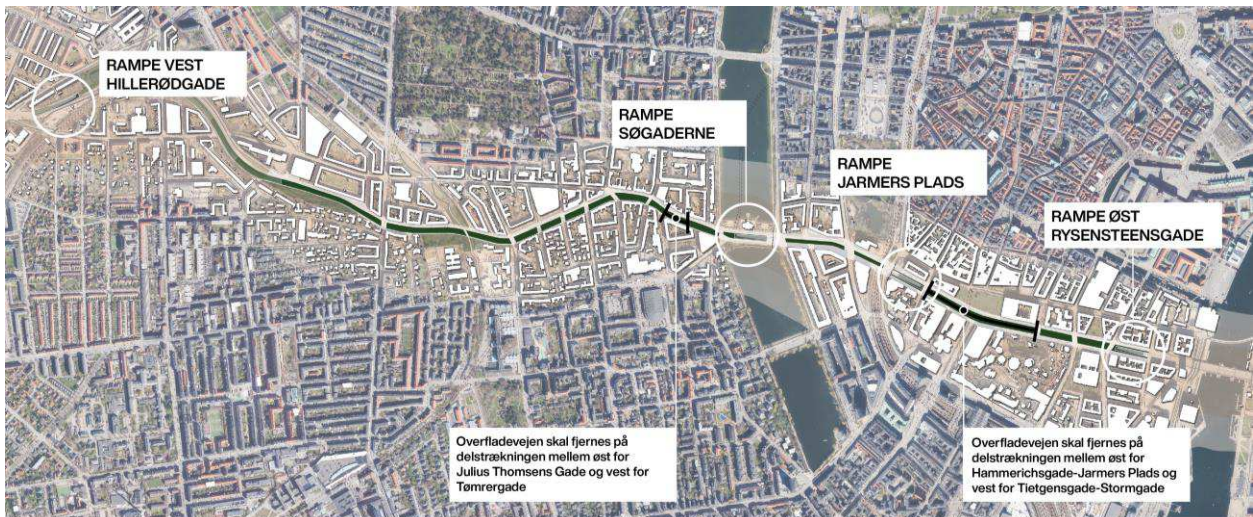 RAMPE VEST
HILLERØDGADE
RAMPE
SØGADERNE
RAMPE
JARMERS PLADS
RAMPE ØST
RYSENSTEENSGADE
Overfladevejen skal fjernes på
delstrækningen mellem øst for
Julius Thomsens Gade og vest for
Tømrergade
Overfladevejen skal fjernes på
delstrækningen mellem øst for
Hammerichsgade-Jarmers Plads og
vest for Tietgensgade-Stormgade